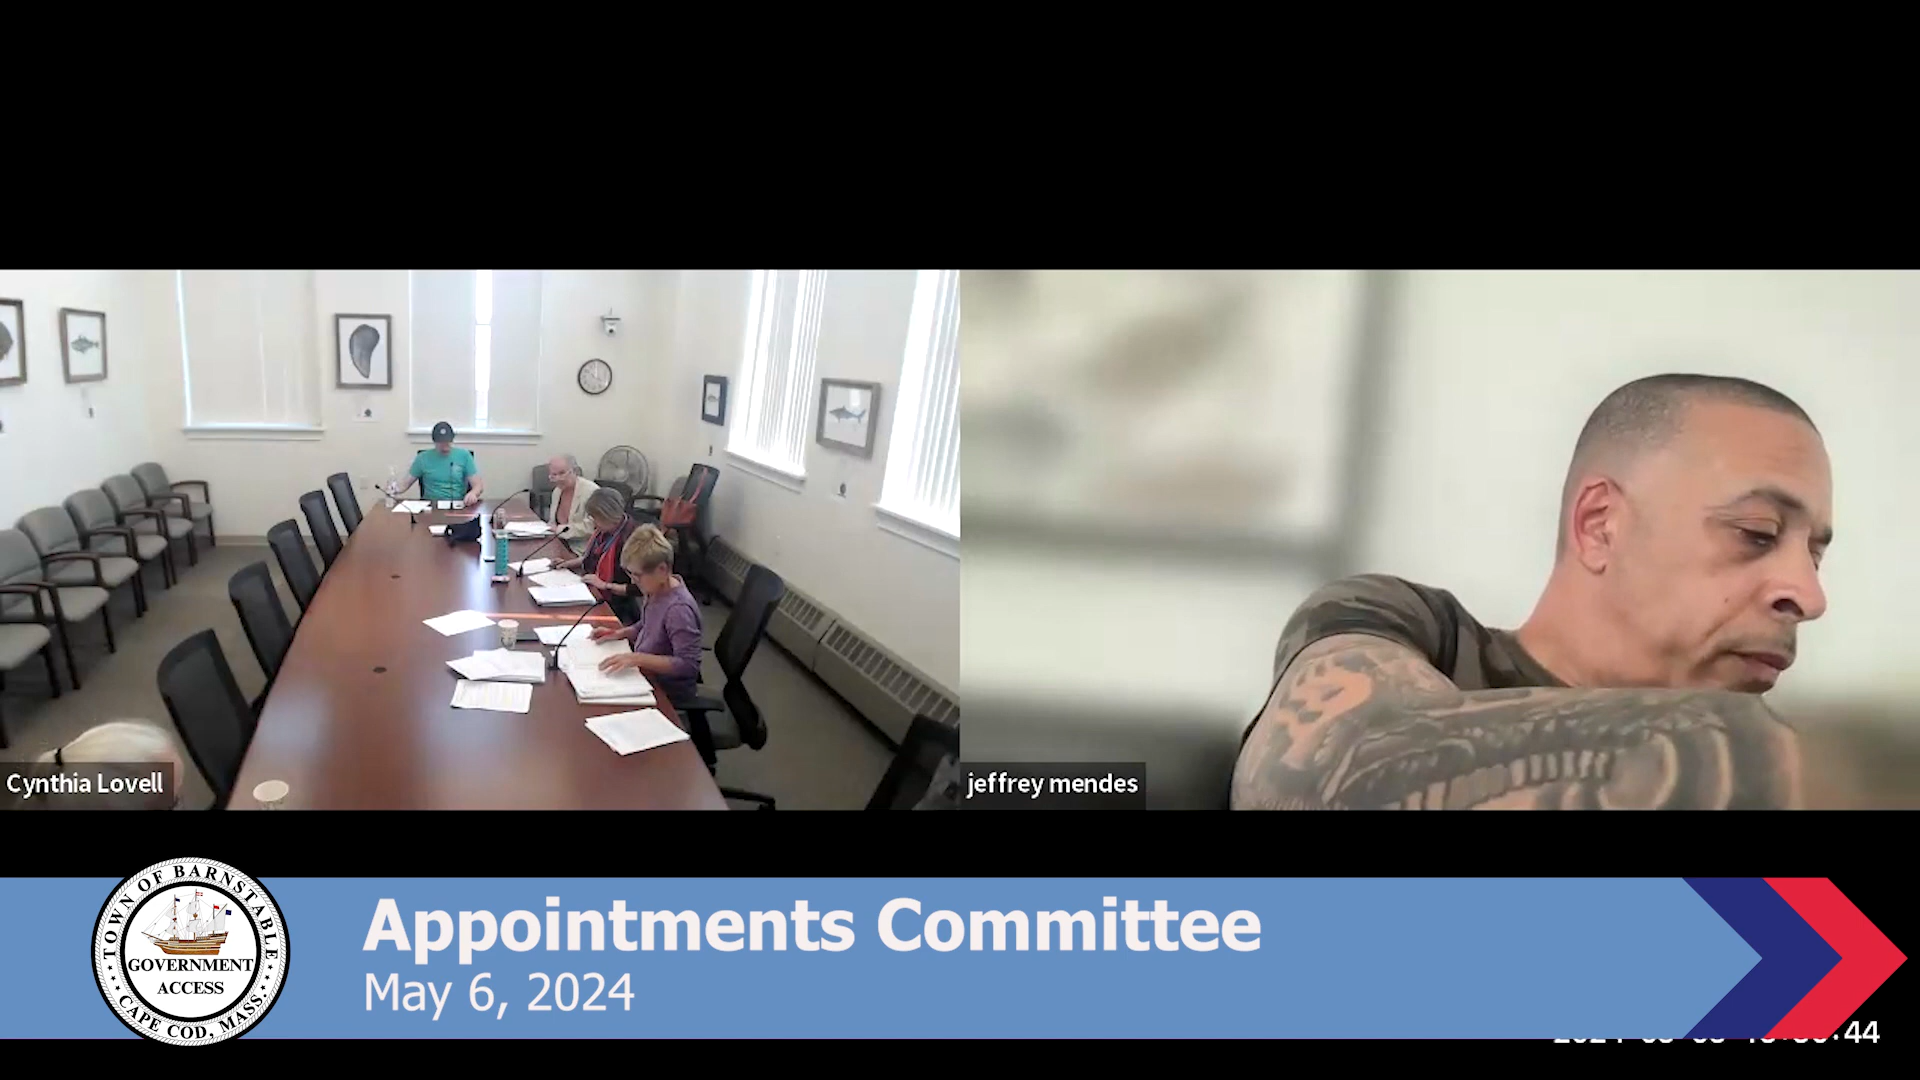 Cynthia Lovell
jeffrey mendes
TOWN OF BARNSTABLE
GOVERNMENT
ACCESS
CAPE COD, MASS.
Appointments Committee
May 6, 2024